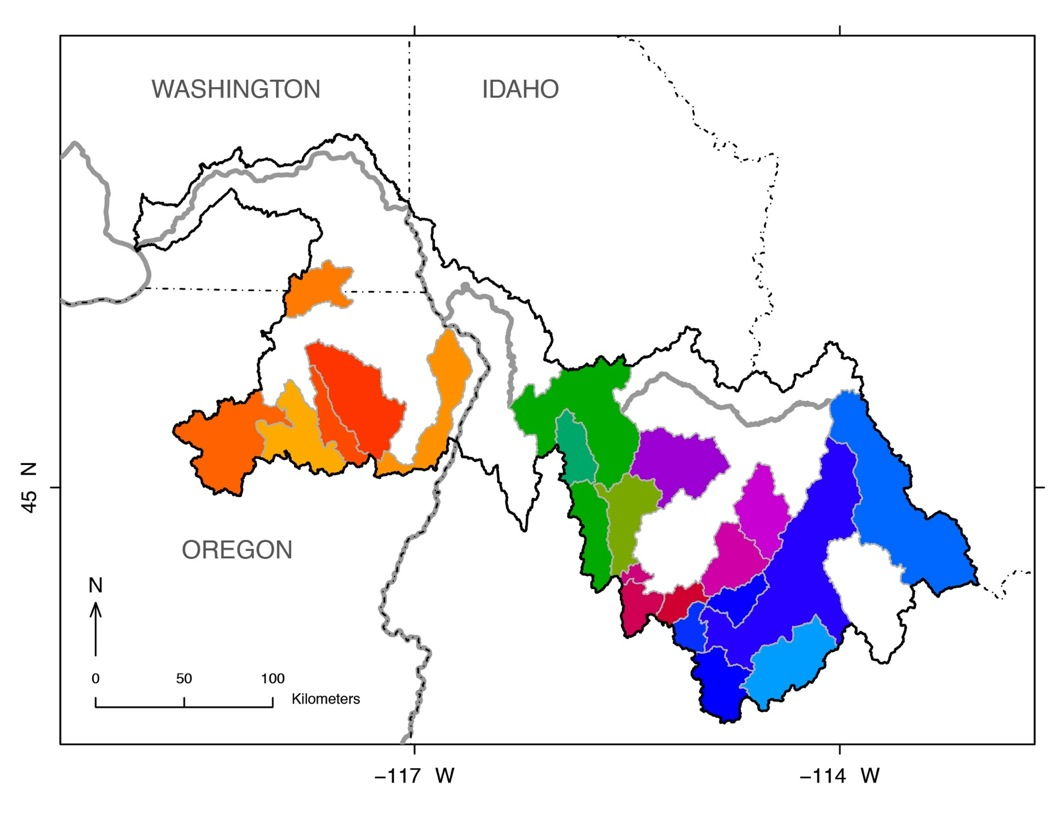 WASHINGTON
IDAHO
45 N
OREGON
N
0 50 100
Kilometers
−117 W
−114 W